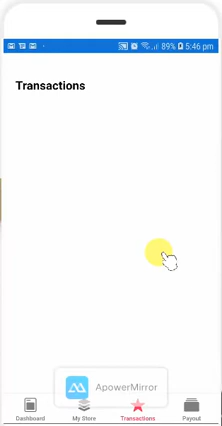 89% 5:46 pm
Transactions
ApowerMirror
Dashboard
My Store
Transactions
Payout